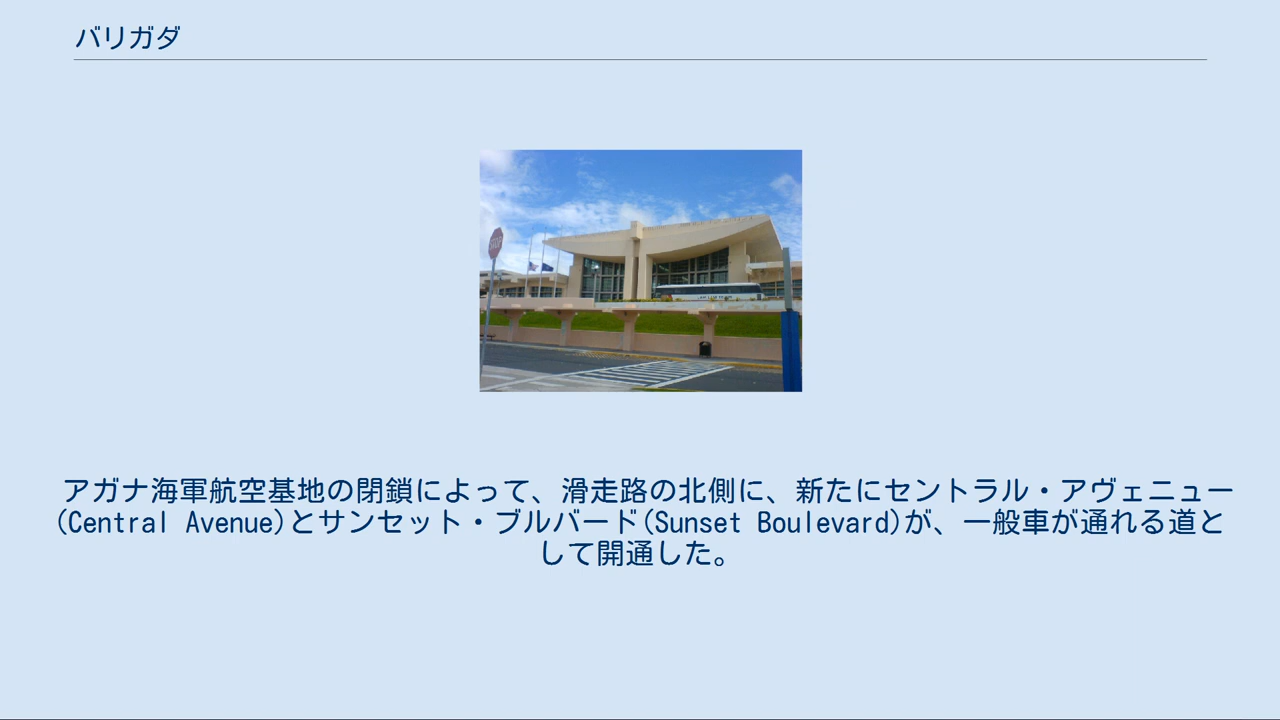 バリガダ
STOP
アガナ海軍航空基地の閉鎖によって、滑走路の北側に、新たにセントラル・アヴェニュー
(Central Avenue)とサンセット・ブルバード(Sunset Boulevard)が、一般車が通れる道と
して開通した。